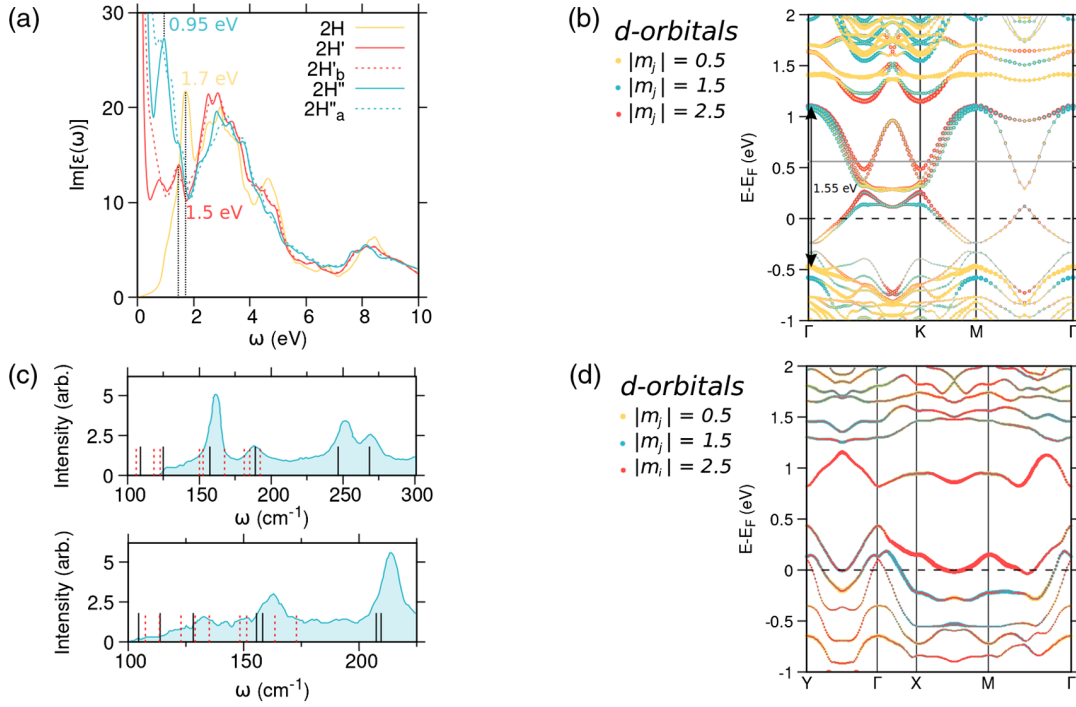 (a)
30
20
10
0
Im[ε(ω)]
0.95 eV
1.7 eV
1.5 eV
2H
2H'
2H'b
2H"
2H"a
0 2 4 6 8 10
ω (eV)
(b)
d-orbitals
|mj| = 0.5
|mj| = 1.5
|mj| = 2.5
2
1.5
1
0.5
0
-0.5
-1
E-EF (eV)
1.55 eV
Γ K M Γ
(c)
Intensity (arb.)
5
2.5
0
100 150 200 250 300
ω (cm-1)
Intensity (arb.)
5
2.5
0
100 150 200
ω (cm-1)
(d)
d-orbitals
|mj| = 0.5
|mj| = 1.5
|mi| = 2.5
2
1.5
1
0.5
0
-0.5
-1
E-EF (eV)
Y Γ X M Γ